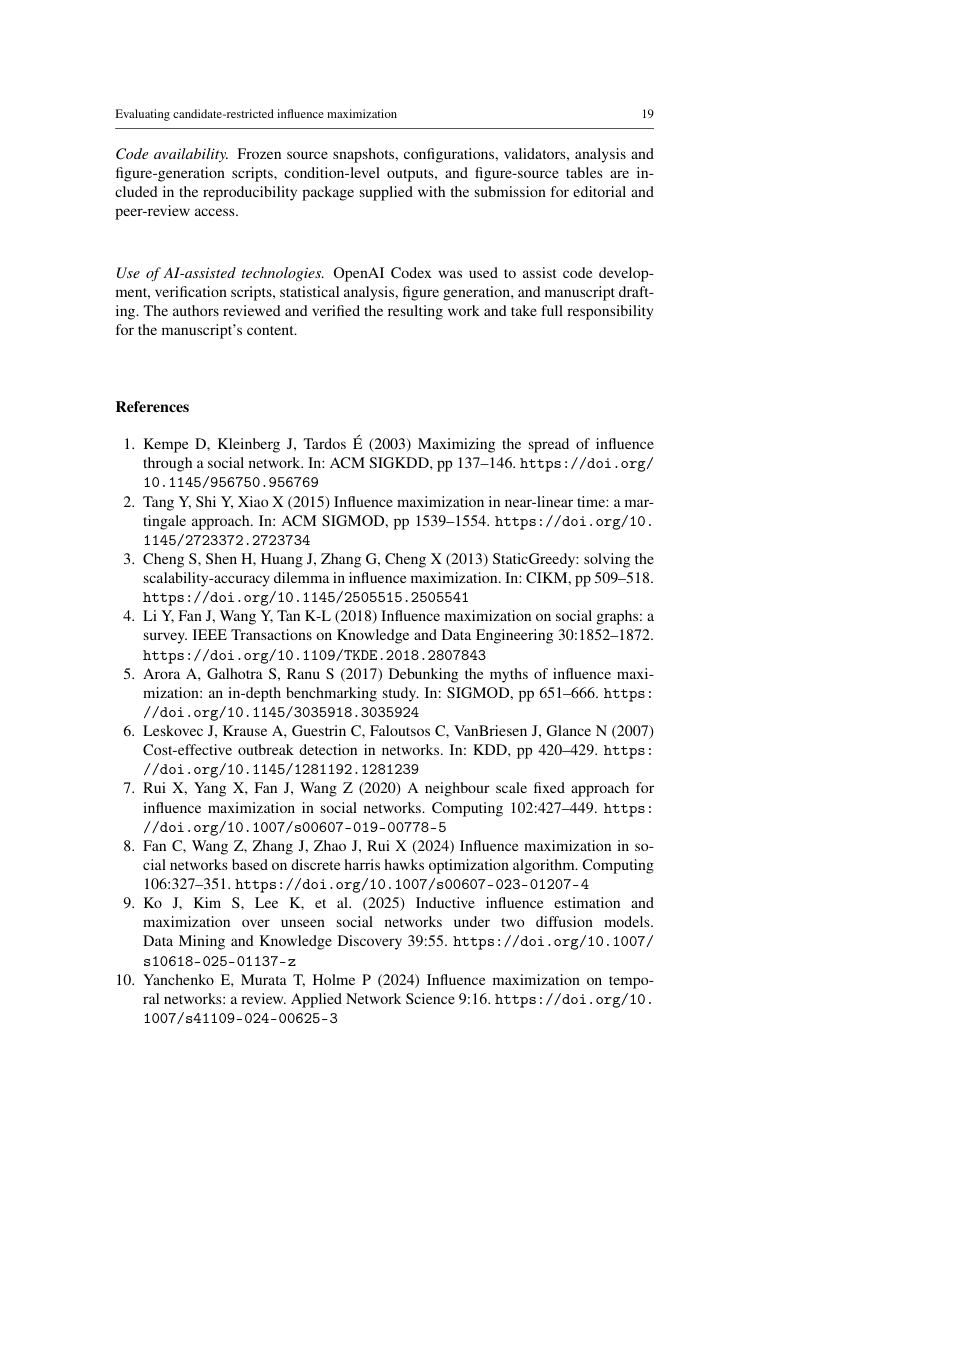 Evaluating candidate-restricted influence maximization 19
Code availability. Frozen source snapshots, configurations, validators, analysis and
figure-generation scripts, condition-level outputs, and figure-source tables are in-
cluded in the reproducibility package supplied with the submission for editorial and
peer-review access.
Use of AI-assisted technologies. OpenAI Codex was used to assist code develop-
ment, verification scripts, statistical analysis, figure generation, and manuscript draft-
ing. The authors reviewed and verified the resulting work and take full responsibility
for the manuscript's content.
References
1. Kempe D, Kleinberg J, Tardos É (2003) Maximizing the spread of influence
through a social network. In: ACM SIGKDD, pp 137–146. https://doi.org/
10.1145/956750.956769
2. Tang Y, Shi Y, Xiao X (2015) Influence maximization in near-linear time: a mar-
tingale approach. In: ACM SIGMOD, pp 1539–1554. https://doi.org/10.
1145/2723372.2723734
3. Cheng S, Shen H, Huang J, Zhang G, Cheng X (2013) StaticGreedy: solving the
scalability-accuracy dilemma in influence maximization. In: CIKM, pp 509–518.
https://doi.org/10.1145/2505515.2505541
4. Li Y, Fan J, Wang Y, Tan K-L (2018) Influence maximization on social graphs: a
survey. IEEE Transactions on Knowledge and Data Engineering 30:1852–1872.
https://doi.org/10.1109/TKDE.2018.2807843
5. Arora A, Galhotra S, Ranu S (2017) Debunking the myths of influence maxi-
mization: an in-depth benchmarking study. In: SIGMOD, pp 651–666. https:
//doi.org/10.1145/3035918.3035924
6. Leskovec J, Krause A, Guestrin C, Faloutsos C, VanBriesen J, Glance N (2007)
Cost-effective outbreak detection in networks. In: KDD, pp 420–429. https:
//doi.org/10.1145/1281192.1281239
7. Rui X, Yang X, Fan J, Wang Z (2020) A neighbour scale fixed approach for
influence maximization in social networks. Computing 102:427–449. https:
//doi.org/10.1007/s00607-019-00778-5
8. Fan C, Wang Z, Zhang J, Zhao J, Rui X (2024) Influence maximization in so-
cial networks based on discrete harris hawks optimization algorithm. Computing
106:327–351. https://doi.org/10.1007/s00607-023-01207-4
9. Ko J, Kim S, Lee K, et al. (2025) Inductive influence estimation and
maximization over unseen social networks under two diffusion models.
Data Mining and Knowledge Discovery 39:55. https://doi.org/10.1007/
s10618-025-01137-z
10. Yanchenko E, Murata T, Holme P (2024) Influence maximization on tempo-
ral networks: a review. Applied Network Science 9:16. https://doi.org/10.
1007/s41109-024-00625-3